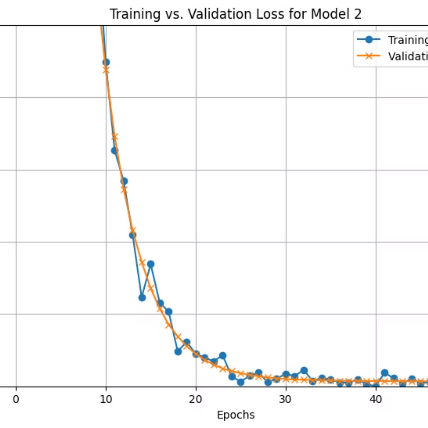 Training vs. Validation Loss for Model 2
Training
Validati
0 10 20 30 40
Epochs